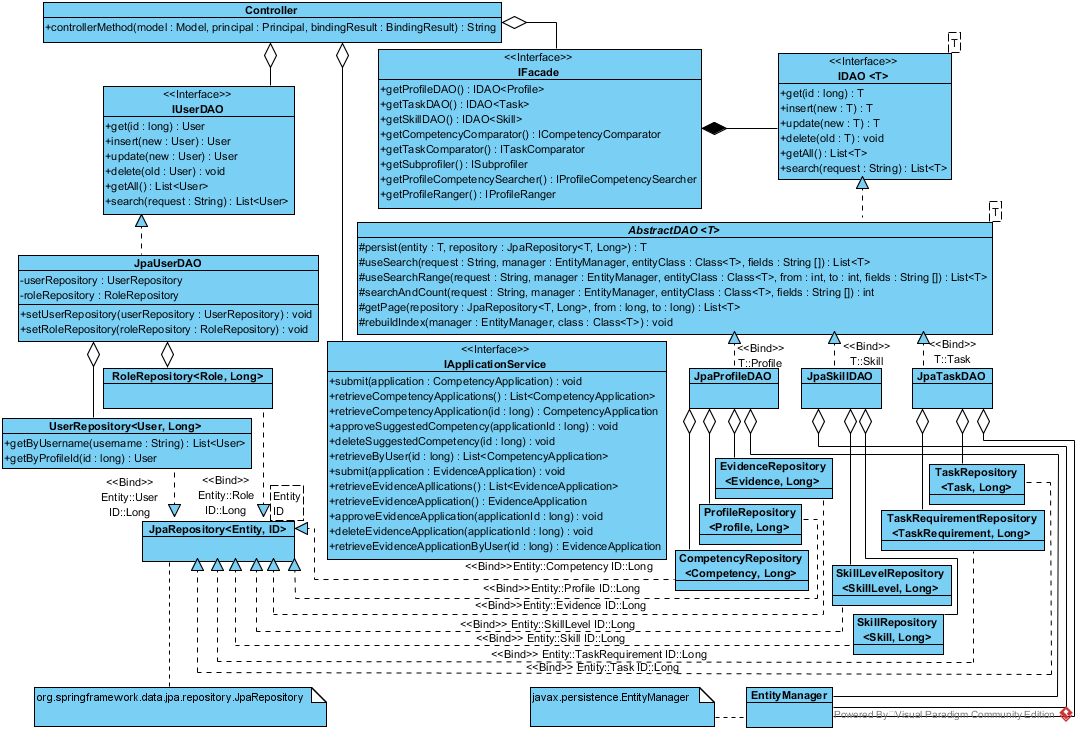 Controller
+controllerMethod(model : Model, principal : Principal, bindingResult : BindingResult) : String
<<Interface>>
IUserDAO
+get(id : long) : User
+insert(new : User) : User
+update(new : User) : User
+delete(old : User) : void
+getAll() : List<User>
+search(request : String) : List<User>
<<Interface>>
IFacade
+getProfileDAO() : IDAO<Profile>
+getTaskDAO() : IDAO<Task>
+getSkillDAO() : IDAO<Skill>
+getCompetencyComparator() : ICompetencyComparator
+getTaskComparator() : ITaskComparator
+getSubprofiler() : ISubprofiler
+getProfileCompetencySearcher() : IProfileCompetencySearcher
+getProfileRanger() : IProfileRanger
T
<<Interface>>
IDAO <T>
+get(id : long) : T
+insert(new : T) : T
+update(new : T) : T
+delete(old : T) : void
+getAll() : List<T>
+search(request : String) : List<T>
T
AbstractDAO <T>
#persist(entity : T, repository : JpaRepository<T, Long>) : T
#useSearch(request : String, manager : EntityManager, entityClass : Class<T>, fields : String []) : List<T>
#useSearchRange(request : String, manager : EntityManager, entityClass : Class<T>, from : int, to : int, fields : String []) : List<T>
#searchAndCount(request : String, manager : EntityManager, entityClass : Class<T>, fields : String []) : int
#getPage(repository : JpaRepository<T, Long>, from : long, to : long) : List<T>
#rebuildIndex(manager : EntityManager, class : Class<T>) : void
JpaUserDAO
-userRepository : UserRepository
-roleRepository : RoleRepository
+setUserRepository(userRepository : UserRepository) : void
+setRoleRepository(roleRepository : RoleRepository) : void
<<Interface>>
IApplicationService
+submit(application : CompetencyApplication) : void
+retrieveCompetencyApplications() : List<CompetencyApplication>
+retrieveCompetencyApplication(id : long) : CompetencyApplication
+approveSuggestedCompetency(applicationId : long) : void
+deleteSuggestedCompetency(id : long) : void
+retrieveByUser(id : long) : List<CompetencyApplication>
+submit(application : EvidenceApplication) : void
+retrieveEvidenceApllications() : List<EvidenceApplication>
+retrieveEvidenceApplication() : EvidenceApplication
+approveEvidenceApplication(applicationId : long) : void
+deleteEvidenceApplication(applicationId : long) : void
+retrieveEvidenceApplicationByUser(id : long) : EvidenceApplication
<<Bind>>
T::Profile
<<Bind>>
T::Skill
<<Bind>>
T::Task
JpaProfileDAO
JpaSkillDAO
JpaTaskDAO
RoleRepository<Role, Long>
UserRepository<User, Long>
+getByUsername(username : String) : List<User>
+getByProfileId(id : long) : User
<<Bind>>
Entity::User
ID::Long
<<Bind>>
Entity::Role
ID::Long
Entity
ID
JpaRepository<Entity, ID>
EvidenceRepository
<Evidence, Long>
ProfileRepository
<Profile, Long>
CompetencyRepository
<Competency, Long>
TaskRepository
<Task, Long>
TaskRequirementRepository
<TaskRequirement, Long>
SkillLevelRepository
<SkillLevel, Long>
SkillRepository
<Skill, Long>
<<Bind>>Entity::Competency ID::Long
<<Bind>>Entity::Profile ID::Long
<<Bind>>Entity::Evidence ID::Long
<<Bind>> Entity::SkillLevel ID::Long
<<Bind>> Entity::Skill ID::Long
<<Bind>> Entity::TaskRequirement ID::Long
<<Bind>> Entity::Task ID::Long
org.springframework.data.jpa.repository.JpaRepository
javax.persistence.EntityManager
EntityManager
Powered By Visual Paradigm Community Edition